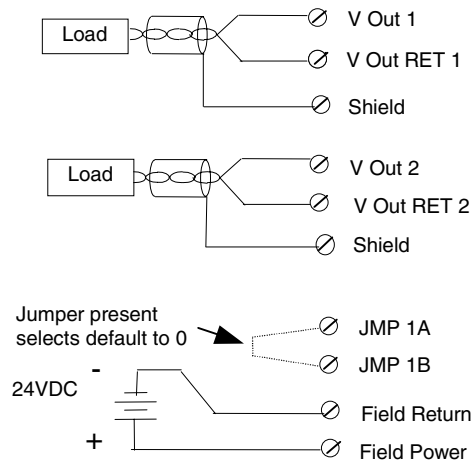 V Out 1
Load
V Out RET 1
Shield
V Out 2
Load
V Out RET 2
Shield
Jumper present
selects default to 0
JMP 1A
JMP 1B
-
24VDC
Field Return
+
Field Power